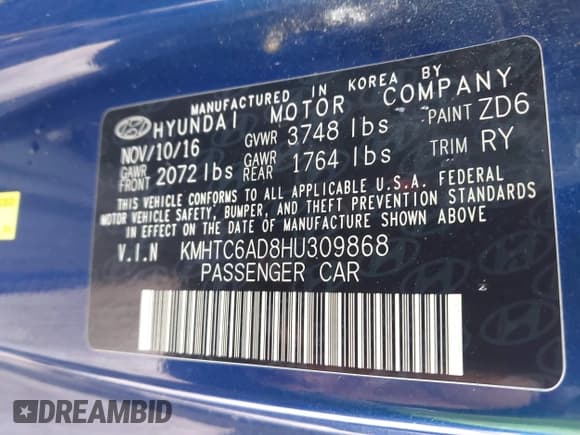 MANUFACTURED IN KOREA BY
HYUNDAI MOTOR COMPANY
NOV/10/16 GVWR 3748 lbs PAINT ZD6
GAWR FRONT 2072 lbs GAWR REAR 1764 lbs TRIM RY
THIS VEHICLE CONFORMS TO ALL APPLICABLE U.S.A. FEDERAL
MOTOR VEHICLE SAFETY, BUMPER, AND THEFT PREVENTION STANDARDS
IN EFFECT ON THE DATE OF MANUFACTURE SHOWN ABOVE.
V.I.N KMHTC6AD8HU309868
PASSENGER CAR
DREAMBID